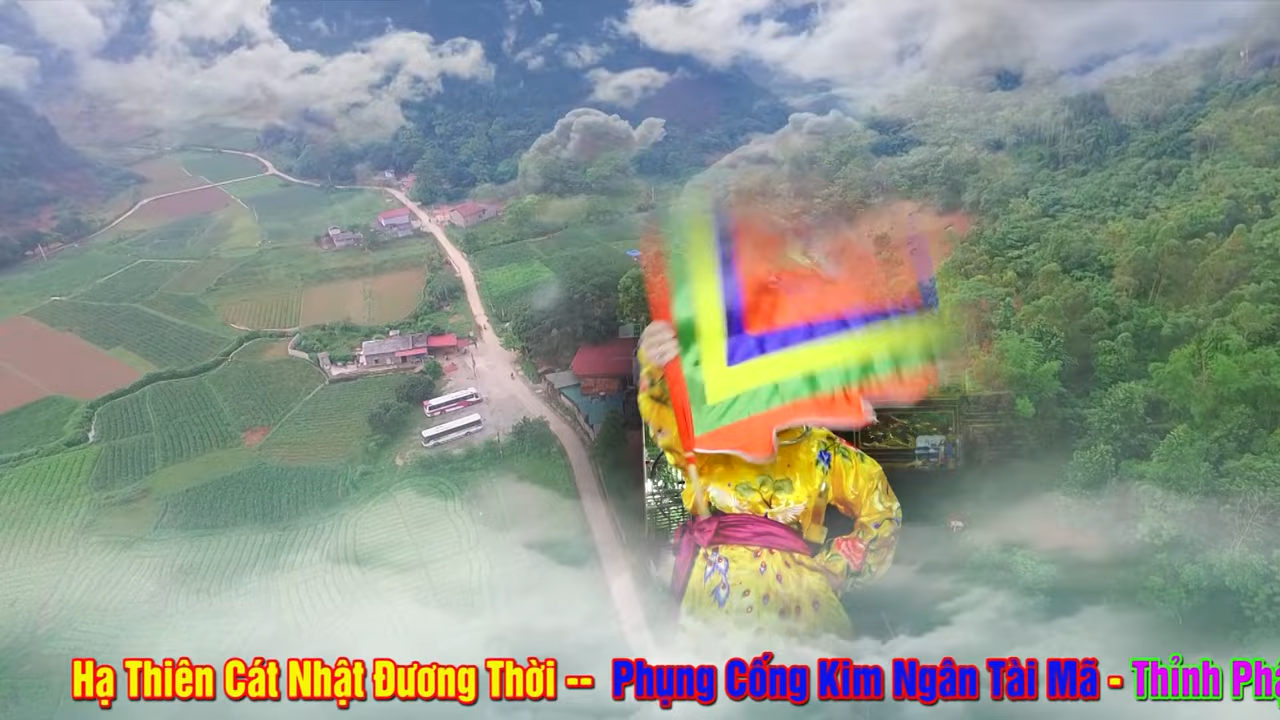 Hạ Thiên Cát Nhật Đương Thời -- Phụng Cống Kim Ngân Tài Mã - Thỉnh